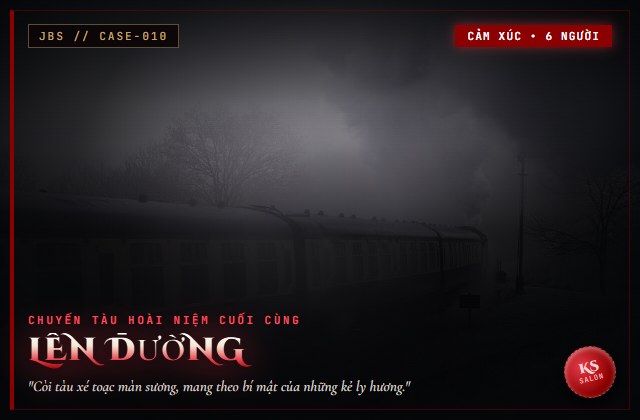 JBS // CASE-010
CẢM XÚC • 6 NGƯỜI
CHUYẾN TÀU HOÀI NIỆM CUỐI CÙNG
LÊN ĐƯỜNG
"Còi tàu xé toạc màn sương, mang theo bí mật của những kẻ ly hương."
KS
SALON